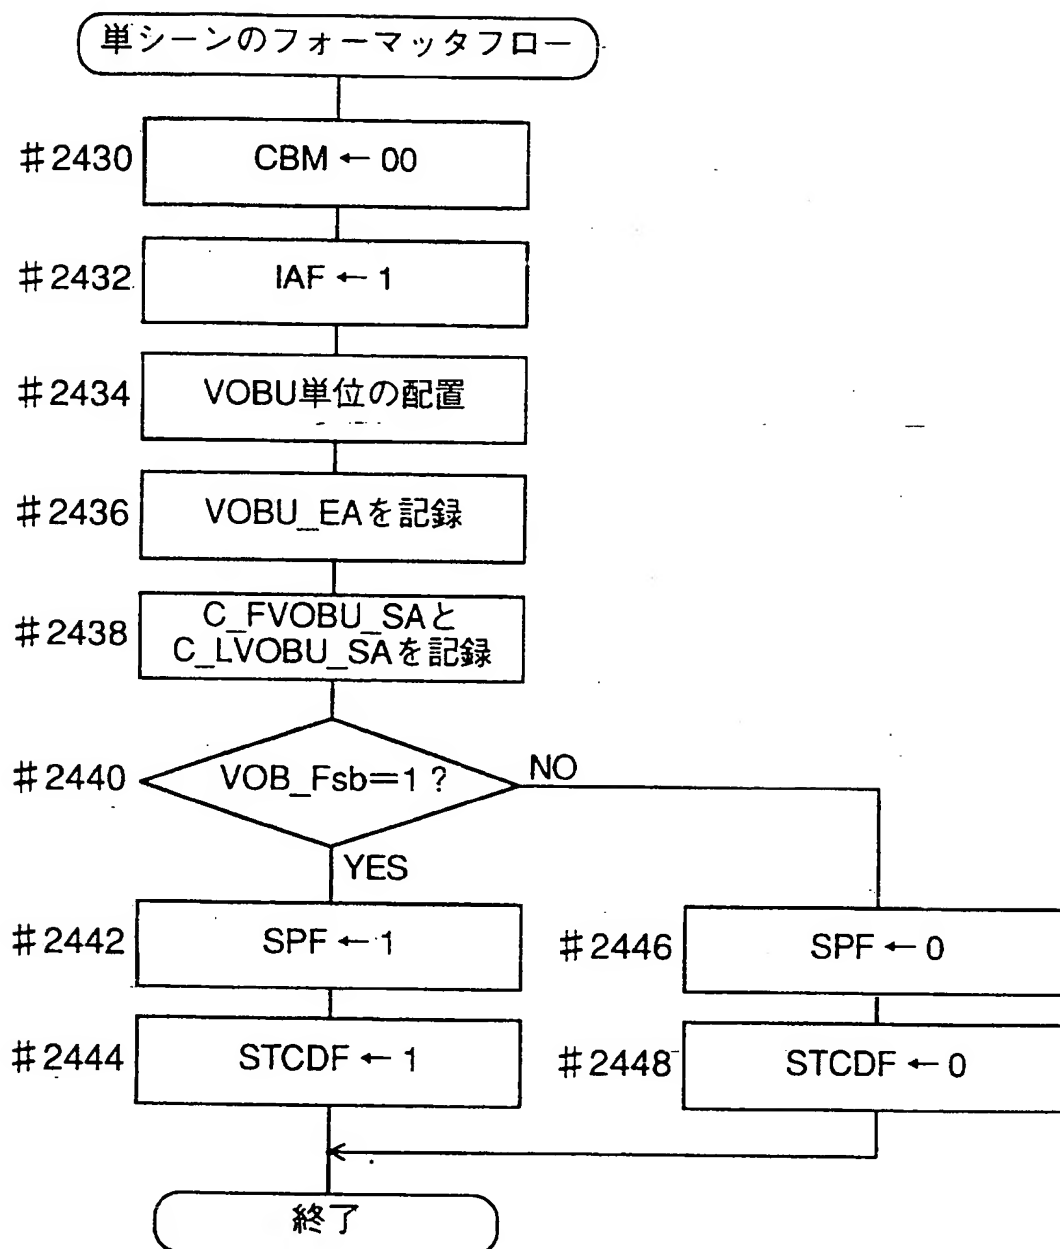 単シーンのフォーマッタフロー
#2430
CBM ← 00
#2432
IAF ← 1
#2434
VOBU単位の配置
#2436
VOBU_EAを記録
#2438
C_FVOBU_SAと
C_LVOBU_SAを記録
#2440
VOB_Fsb=1 ?
NO
YES
#2442
SPF ← 1
#2446
SPF ← 0
#2444
STCDF ← 1
#2448
STCDF ← 0
終了